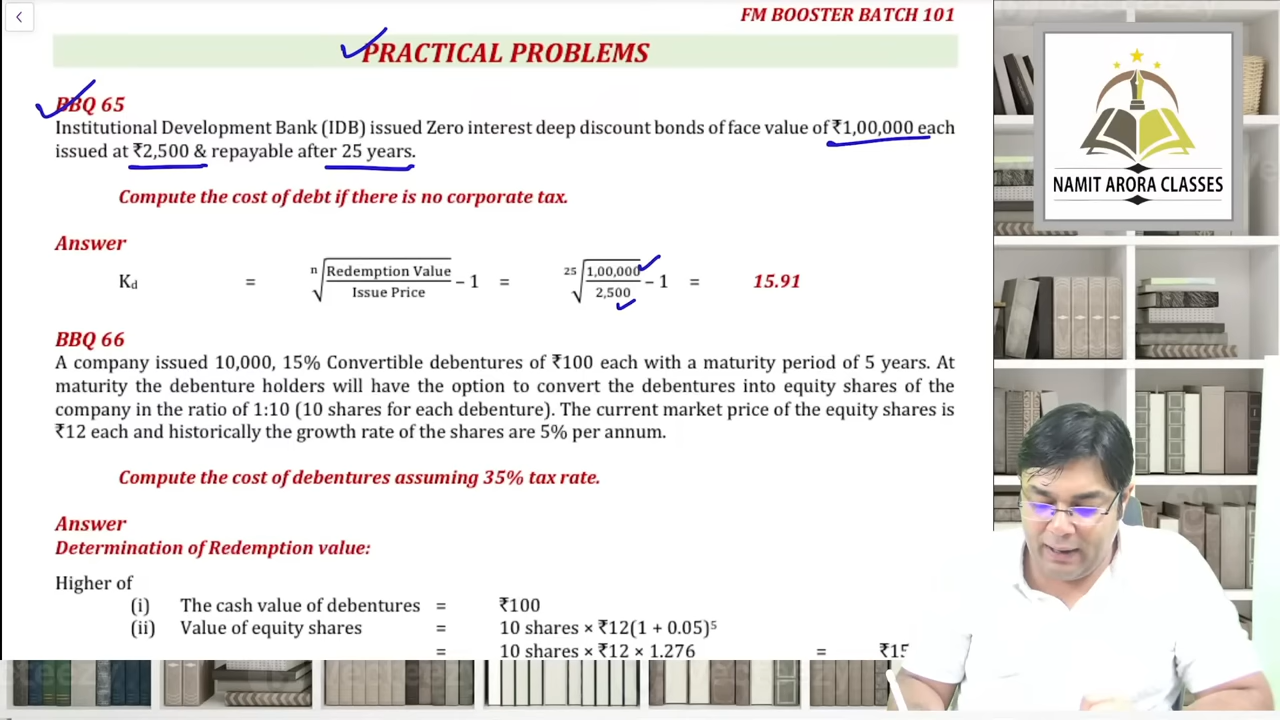 FM BOOSTER BATCH 101
PRACTICAL PROBLEMS
BBQ 65
Institutional Development Bank (IDB) issued Zero interest deep discount bonds of face value of ₹1,00,000 each
issued at ₹2,500 & repayable after 25 years.
Compute the cost of debt if there is no corporate tax.
Answer
Kd = n√(Redemption Value / Issue Price) – 1 = 25√(1,00,000 / 2,500) – 1 = 15.91
BBQ 66
A company issued 10,000, 15% Convertible debentures of ₹100 each with a maturity period of 5 years. At
maturity the debenture holders will have the option to convert the debentures into equity shares of the
company in the ratio of 1:10 (10 shares for each debenture). The current market price of the equity shares is
₹12 each and historically the growth rate of the shares are 5% per annum.
Compute the cost of debentures assuming 35% tax rate.
Answer
Determination of Redemption value:
Higher of
(i) The cash value of debentures = ₹100
(ii) Value of equity shares = 10 shares × ₹12(1 + 0.05)⁵
= 10 shares × ₹12 × 1.276 = ₹15
NAMIT ARORA CLASSES